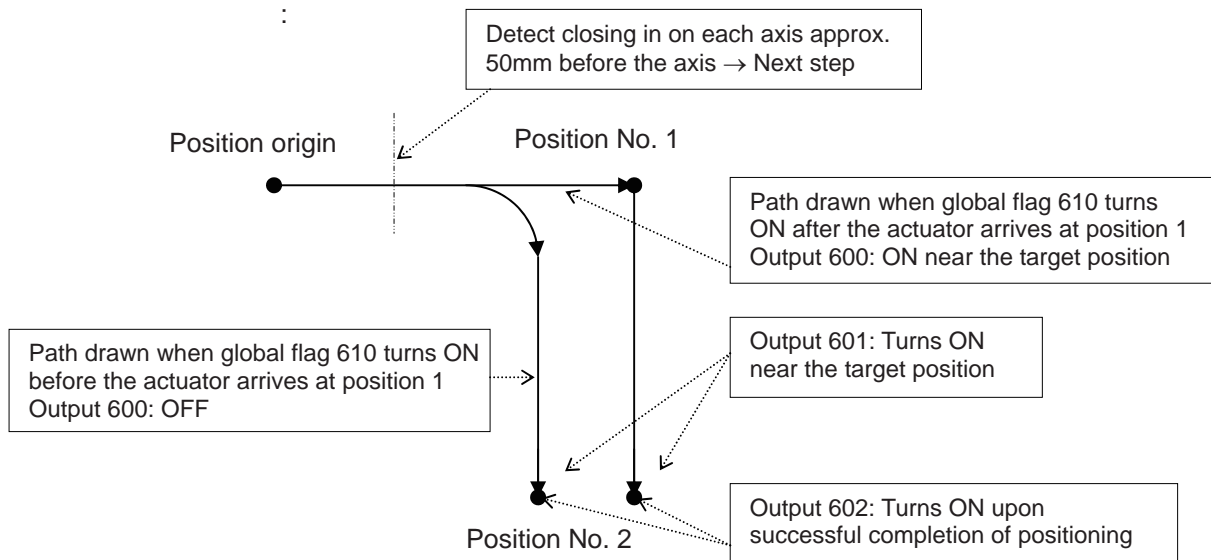 :
Detect closing in on each axis approx.
50mm before the axis → Next step
Position origin
Position No. 1
Path drawn when global flag 610 turns
ON after the actuator arrives at position 1
Output 600: ON near the target position
Path drawn when global flag 610 turns ON
before the actuator arrives at position 1
Output 600: OFF
Output 601: Turns ON
near the target position
Output 602: Turns ON upon
successful completion of positioning
Position No. 2